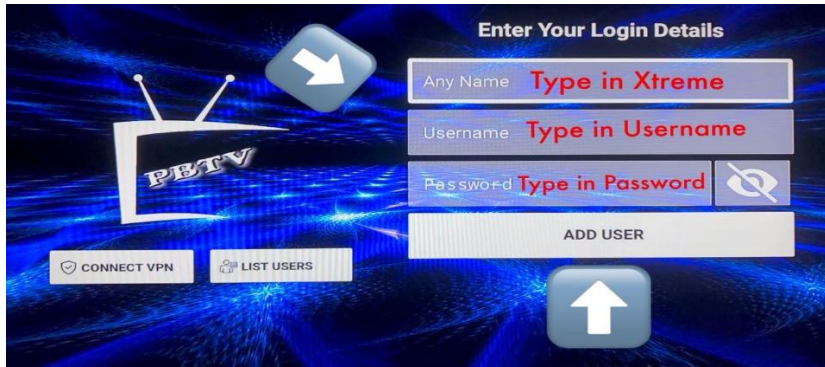 Enter Your Login Details
Any Name Type in Xtreme
Username Type in Username
Password Type in Password
ADD USER
PBTV
CONNECT VPN
LIST USERS